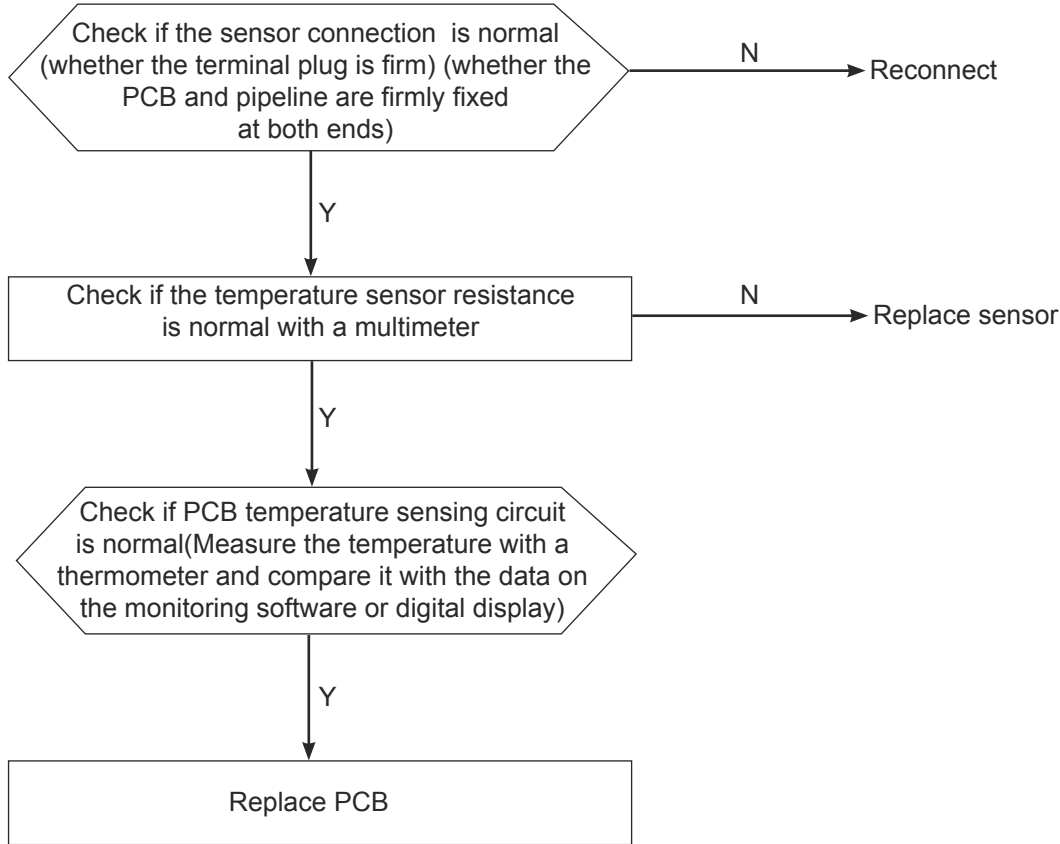 Check if the sensor connection  is normal
(whether the terminal plug is firm) (whether the
PCB and pipeline are firmly fixed
at both ends)
N
Reconnect
Y
Check if the temperature sensor resistance
is normal with a multimeter
N
Replace sensor
Y
Check if PCB temperature sensing circuit
is normal(Measure the temperature with a
thermometer and compare it with the data on
the monitoring software or digital display)
Y
Replace PCB